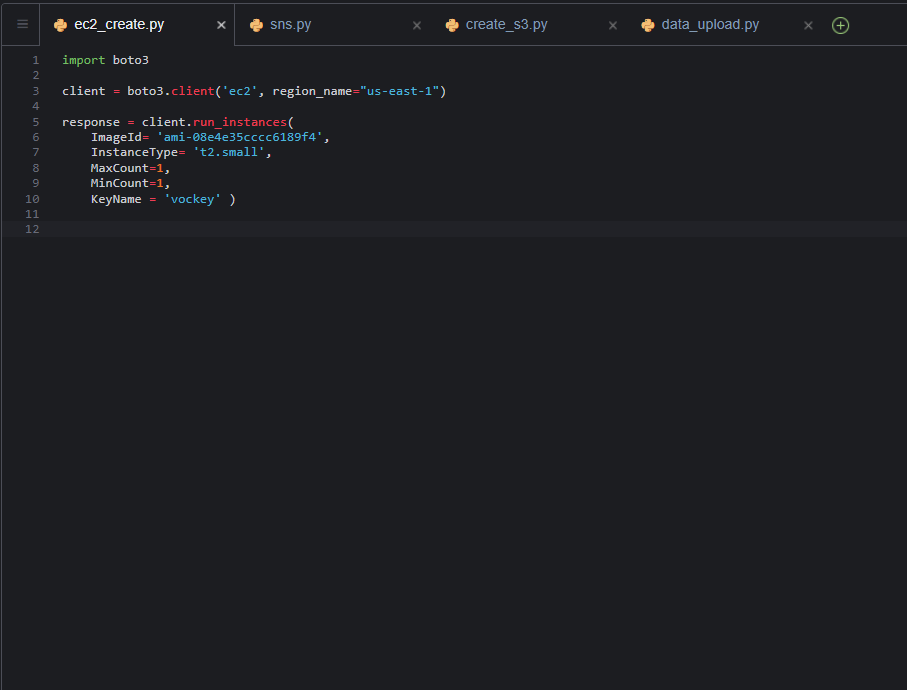 ec2_create.py sns.py create_s3.py data_upload.py
1 import boto3
2
3 client = boto3.client('ec2', region_name="us-east-1")
4
5 response = client.run_instances(
6     ImageId= 'ami-08e4e35cccc6189f4',
7     InstanceType= 't2.small',
8     MaxCount=1,
9     MinCount=1,
10     KeyName = 'vockey' )
11
12